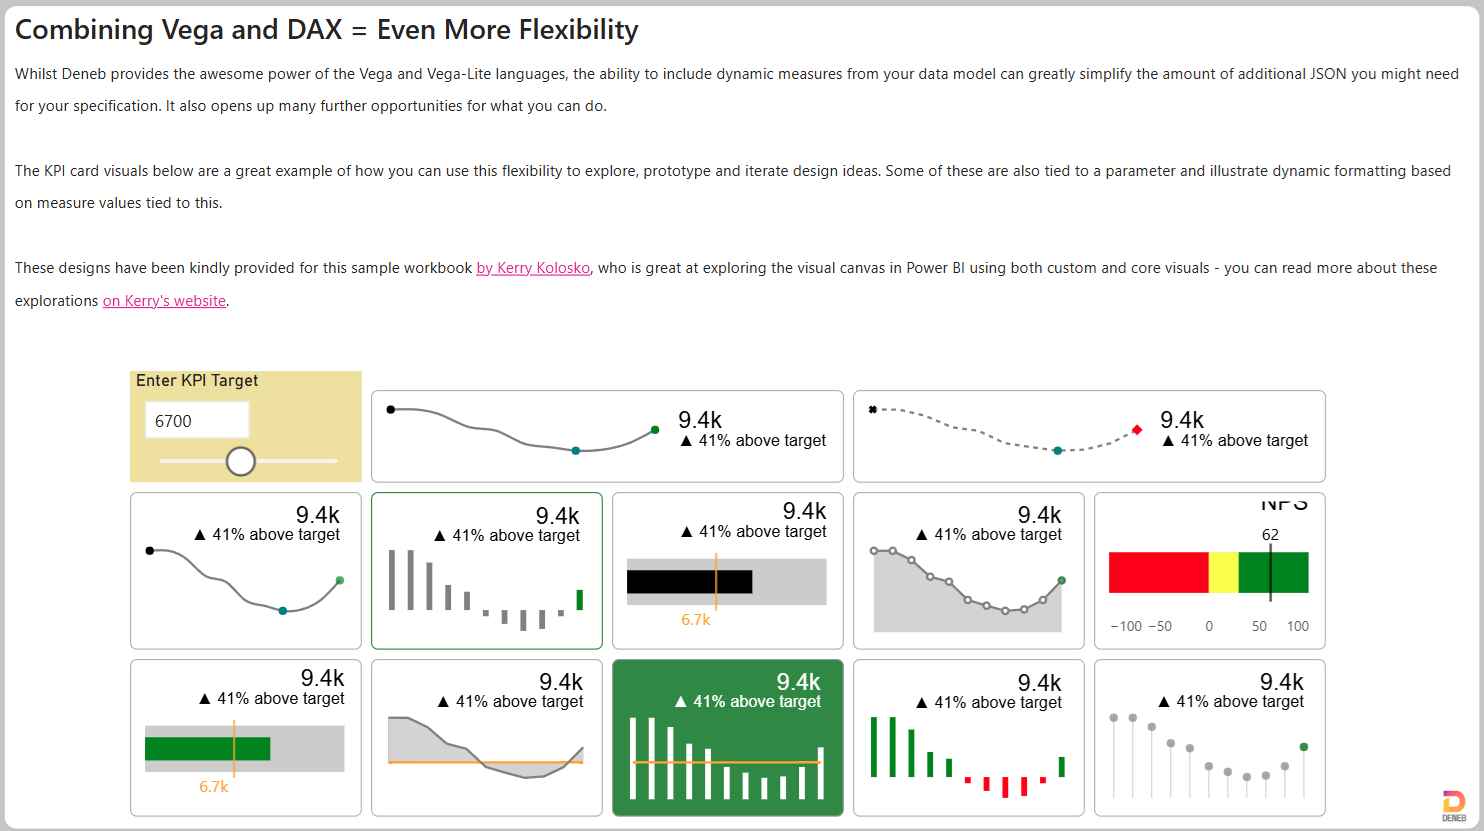 Combining Vega and DAX = Even More Flexibility
Whilst Deneb provides the awesome power of the Vega and Vega-Lite languages, the ability to include dynamic measures from your data model can greatly simplify the amount of additional JSON you might need
for your specification. It also opens up many further opportunities for what you can do.
The KPI card visuals below are a great example of how you can use this flexibility to explore, prototype and iterate design ideas. Some of these are also tied to a parameter and illustrate dynamic formatting based
on measure values tied to this.
These designs have been kindly provided for this sample workbook by Kerry Kolosko, who is great at exploring the visual canvas in Power BI using both custom and core visuals - you can read more about these
explorations on Kerry's website.
Enter KPI Target
6700
9.4k
▲ 41% above target
9.4k
▲ 41% above target
9.4k
▲ 41% above target
9.4k
▲ 41% above target
9.4k
▲ 41% above target
6.7k
9.4k
▲ 41% above target
NPS
62
−100 −50 0 50 100
9.4k
▲ 41% above target
6.7k
9.4k
▲ 41% above target
9.4k
▲ 41% above target
9.4k
▲ 41% above target
9.4k
▲ 41% above target
DENEB